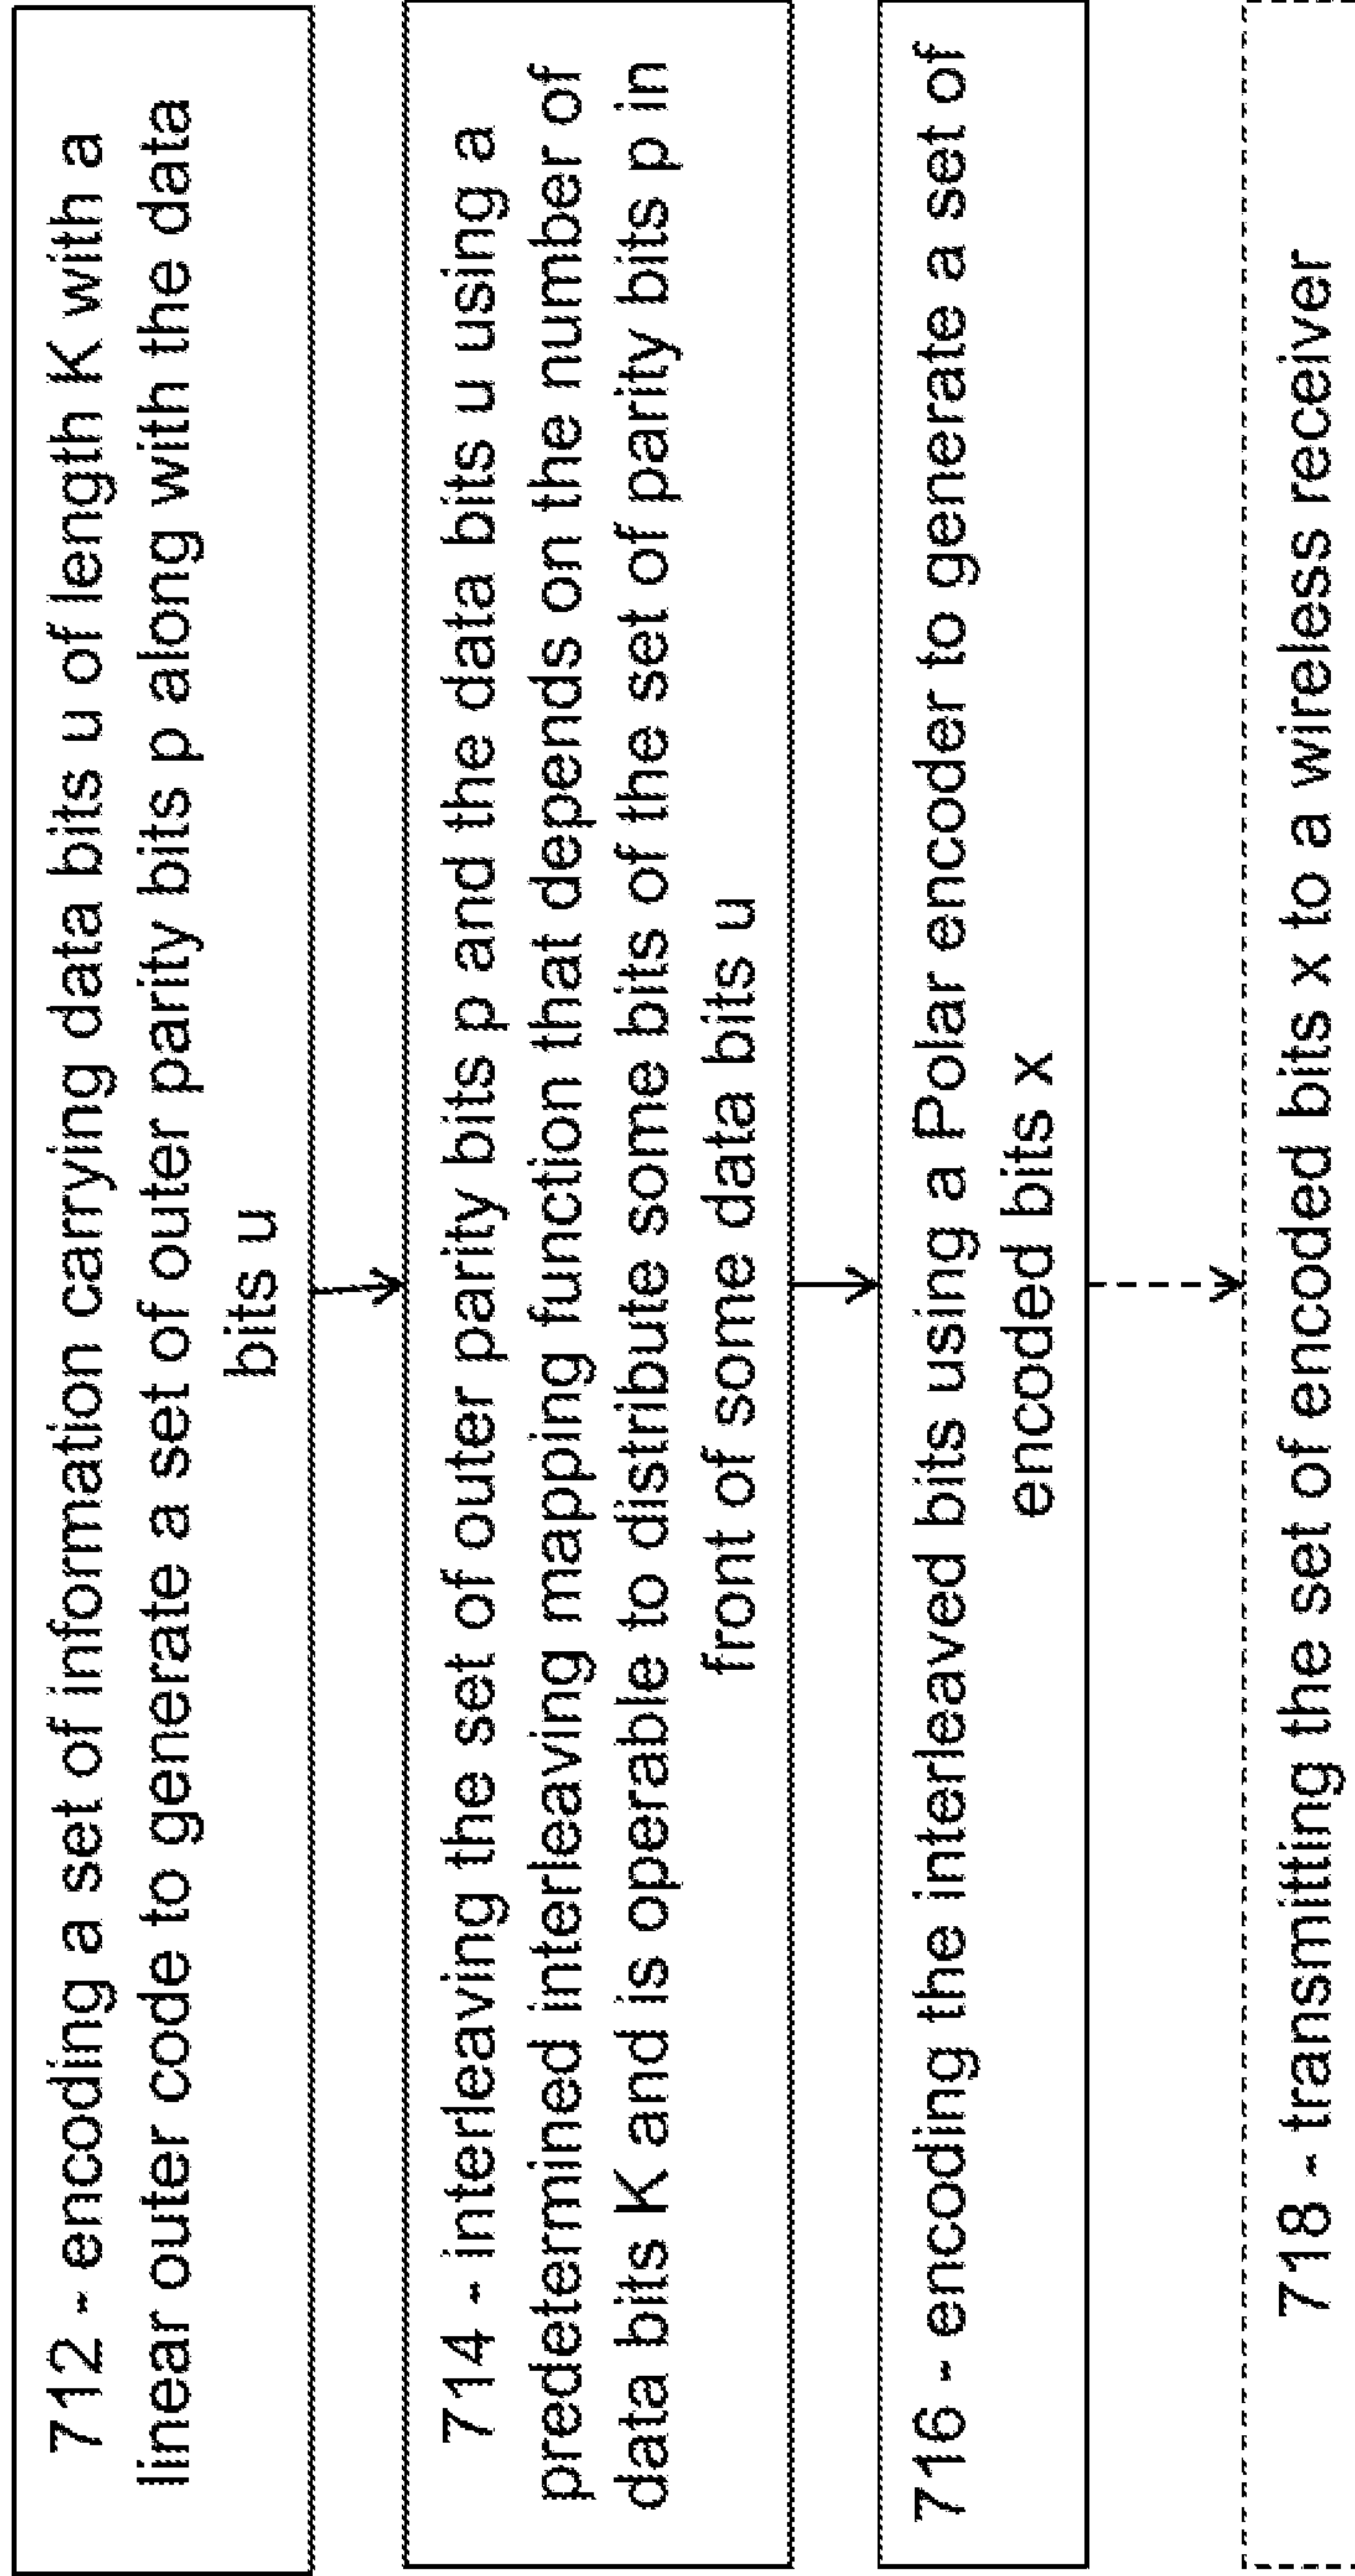 712 - encoding a set of information carrying data bits u of length K with a
linear outer code to generate a set of outer parity bits p along with the data
bits u
714 - interleaving the set of outer parity bits p and the data bits u using a
predetermined interleaving mapping function that depends on the number of
data bits K and is operable to distribute some bits of the set of parity bits p in
front of some data bits u
716 - encoding the interleaved bits using a Polar encoder to generate a set of
encoded bits x
718 - transmitting the set of encoded bits x to a wireless receiver